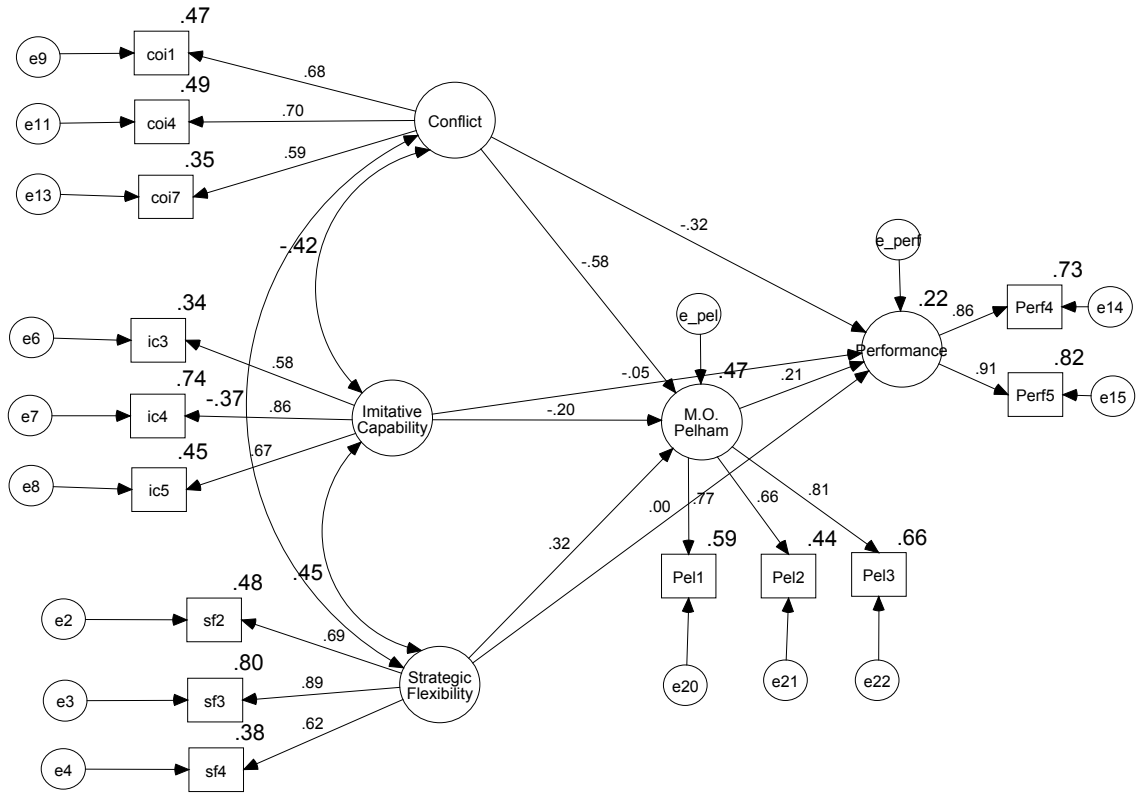 .47
e9
coi1
.68
.49
e11
coi4
.70
Conflict
.35
.59
e13
coi7
-.42
-.32
-.58
e_perf
.73
.22
.86
Perf4
e14
.34
e_pel
e6
ic3
.58
Performance
.82
.74
-.05
.47
.21
.91
Perf5
e15
-.37
e7
ic4
.86
Imitative
Capability
-.20
M.O.
Pelham
.45
.67
e8
ic5
.00
.77
.66
.81
.32
.59
.44
.66
.45
Pel1
Pel2
Pel3
.48
e2
sf2
.69
.80
e3
sf3
.89
Strategic
Flexibility
e20
e21
e22
.38
.62
e4
sf4